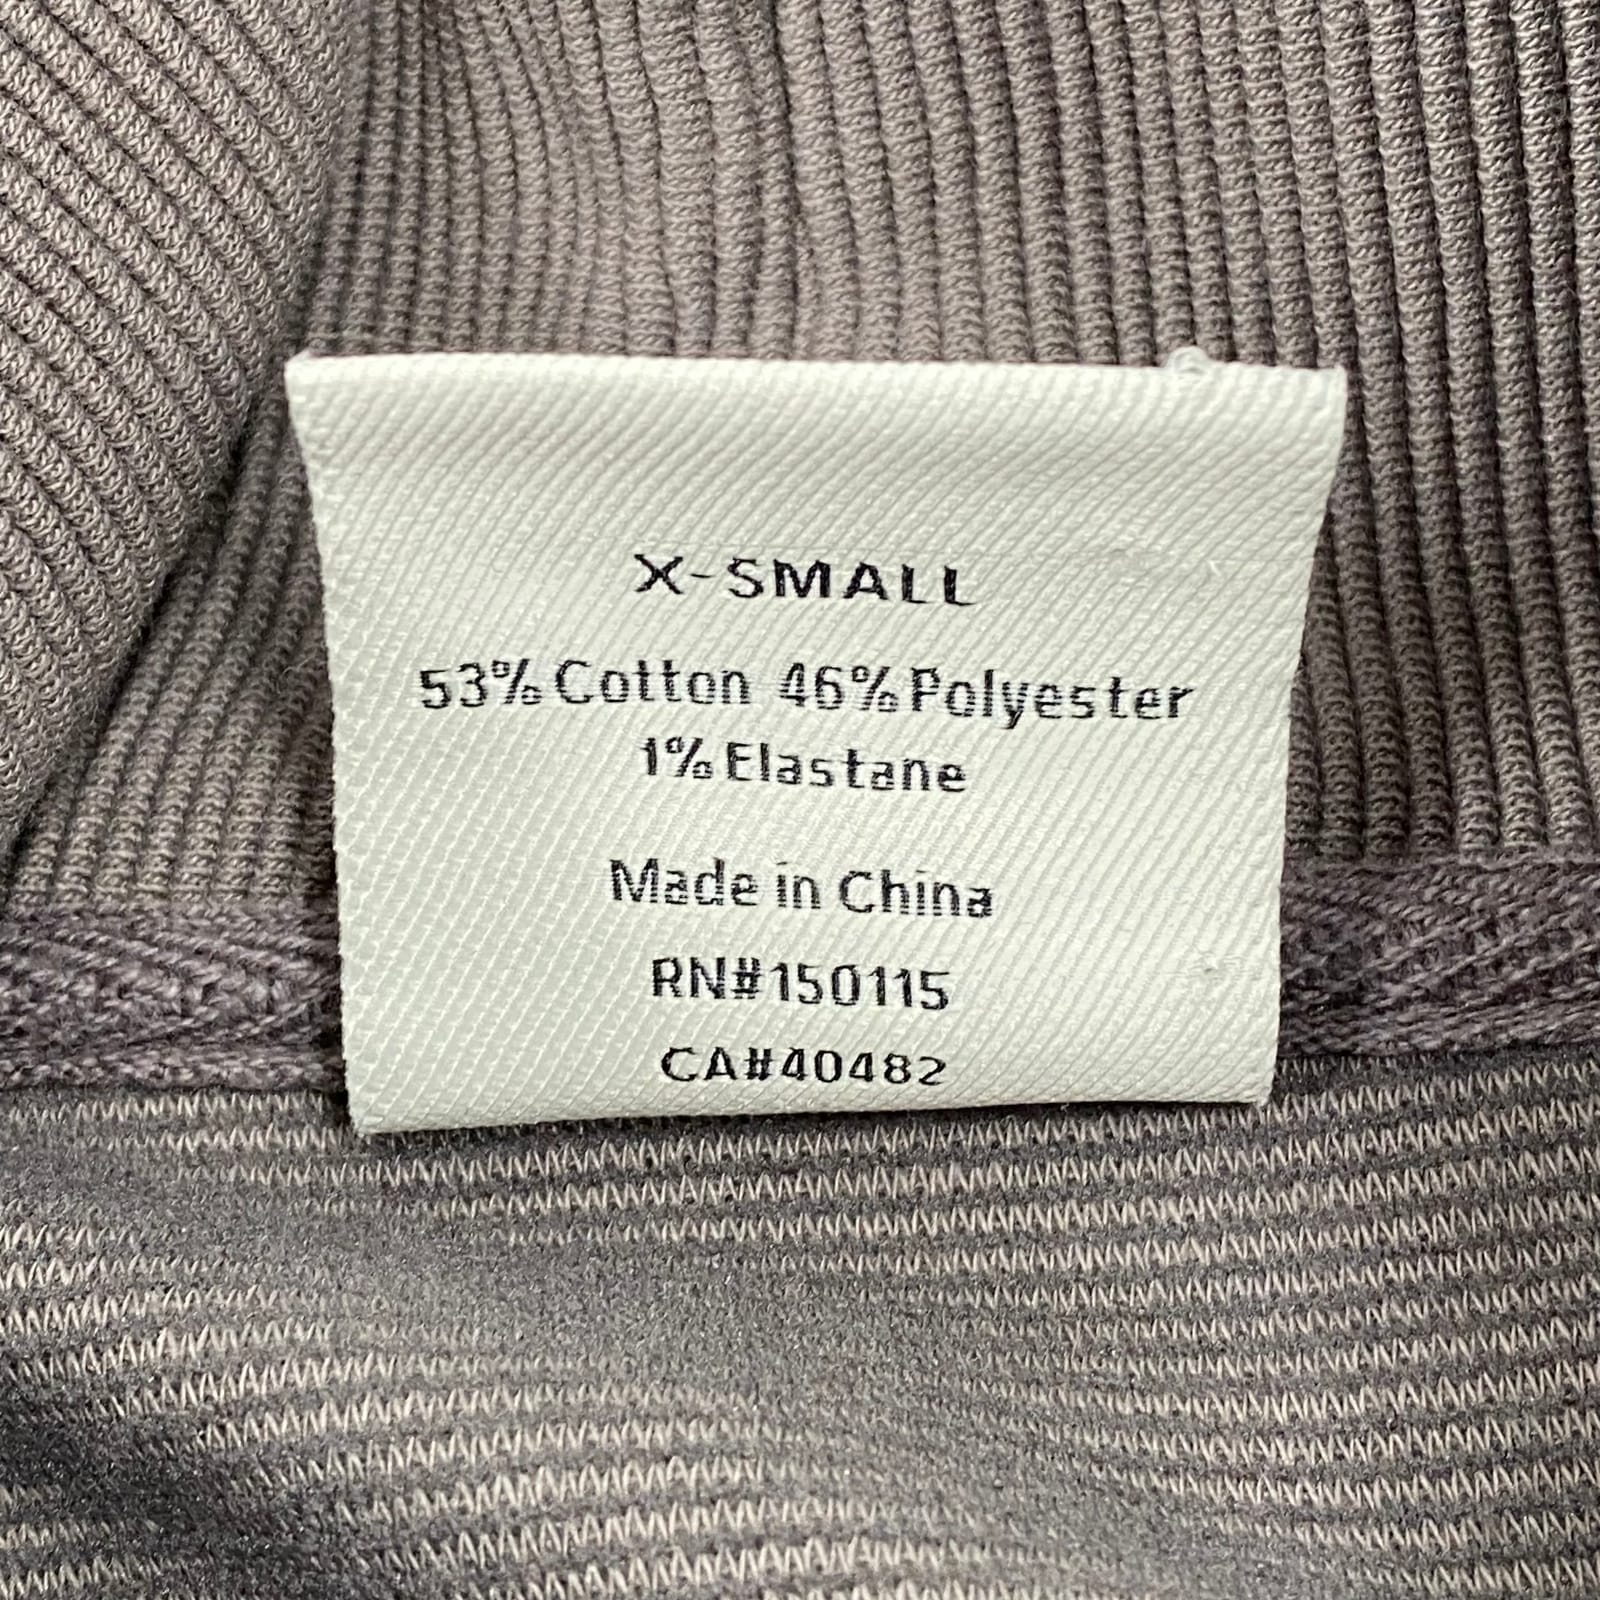 X-SMALL
53% Cotton 46% Polyester
1% Elastane
Made in China
RN#150115
CA#40482